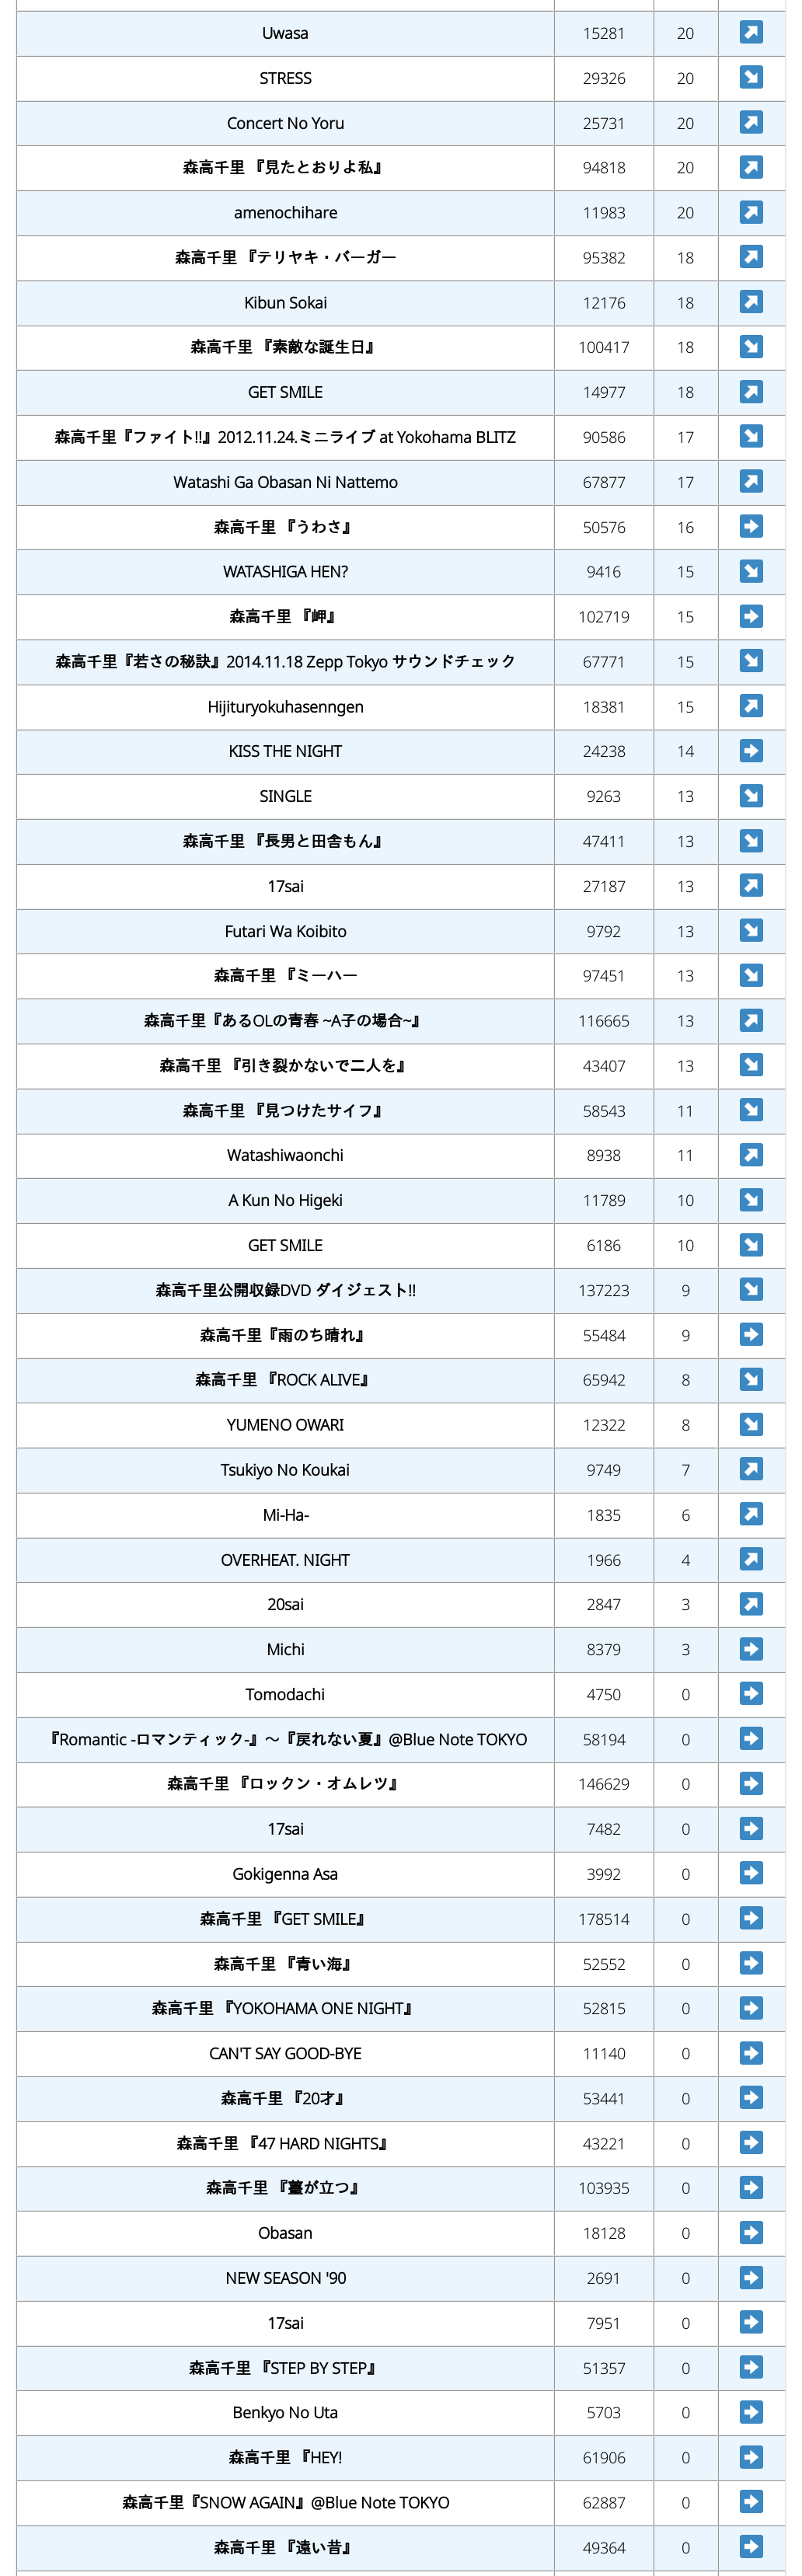 Uwasa 15281 20 ↗
STRESS 29326 20 ↘
Concert No Yoru 25731 20 ↗
森高千里 『見たとおりよ私』 94818 20 ↗
amenochihare 11983 20 ↗
森高千里 『テリヤキ・バーガー 95382 18 ↗
Kibun Sokai 12176 18 ↗
森高千里 『素敵な誕生日』 100417 18 ↘
GET SMILE 14977 18 ↗
森高千里『ファイト!!』2012.11.24.ミニライブ at Yokohama BLITZ 90586 17 ↘
Watashi Ga Obasan Ni Nattemo 67877 17 ↗
森高千里 『うわさ』 50576 16 ➡
WATASHIGA HEN? 9416 15 ↘
森高千里 『岬』 102719 15 ➡
森高千里『若さの秘訣』2014.11.18 Zepp Tokyo サウンドチェック 67771 15 ↘
Hijituryokuhasenngen 18381 15 ↗
KISS THE NIGHT 24238 14 ➡
SINGLE 9263 13 ↘
森高千里 『長男と田舎もん』 47411 13 ↘
17sai 27187 13 ↗
Futari Wa Koibito 9792 13 ↘
森高千里 『ミーハー 97451 13 ↘
森高千里『あるOLの青春 ~A子の場合~』 116665 13 ↗
森高千里 『引き裂かないで二人を』 43407 13 ↘
森高千里 『見つけたサイフ』 58543 11 ↘
Watashiwaonchi 8938 11 ↗
A Kun No Higeki 11789 10 ↘
GET SMILE 6186 10 ↘
森高千里公開収録DVD ダイジェスト!! 137223 9 ↘
森高千里『雨のち晴れ』 55484 9 ➡
森高千里 『ROCK ALIVE』 65942 8 ↘
YUMENO OWARI 12322 8 ↘
Tsukiyo No Koukai 9749 7 ↗
Mi-Ha- 1835 6 ↗
OVERHEAT. NIGHT 1966 4 ↗
20sai 2847 3 ↗
Michi 8379 3 ➡
Tomodachi 4750 0 ➡
『Romantic -ロマンティック-』〜『戻れない夏』@Blue Note TOKYO 58194 0 ➡
森高千里 『ロックン・オムレツ』 146629 0 ➡
17sai 7482 0 ➡
Gokigenna Asa 3992 0 ➡
森高千里 『GET SMILE』 178514 0 ➡
森高千里 『青い海』 52552 0 ➡
森高千里 『YOKOHAMA ONE NIGHT』 52815 0 ➡
CAN'T SAY GOOD-BYE 11140 0 ➡
森高千里 『20才』 53441 0 ➡
森高千里 『47 HARD NIGHTS』 43221 0 ➡
森高千里 『薹が立つ』 103935 0 ➡
Obasan 18128 0 ➡
NEW SEASON '90 2691 0 ➡
17sai 7951 0 ➡
森高千里 『STEP BY STEP』 51357 0 ➡
Benkyo No Uta 5703 0 ➡
森高千里 『HEY! 61906 0 ➡
森高千里『SNOW AGAIN』@Blue Note TOKYO 62887 0 ➡
森高千里 『遠い昔』 49364 0 ➡